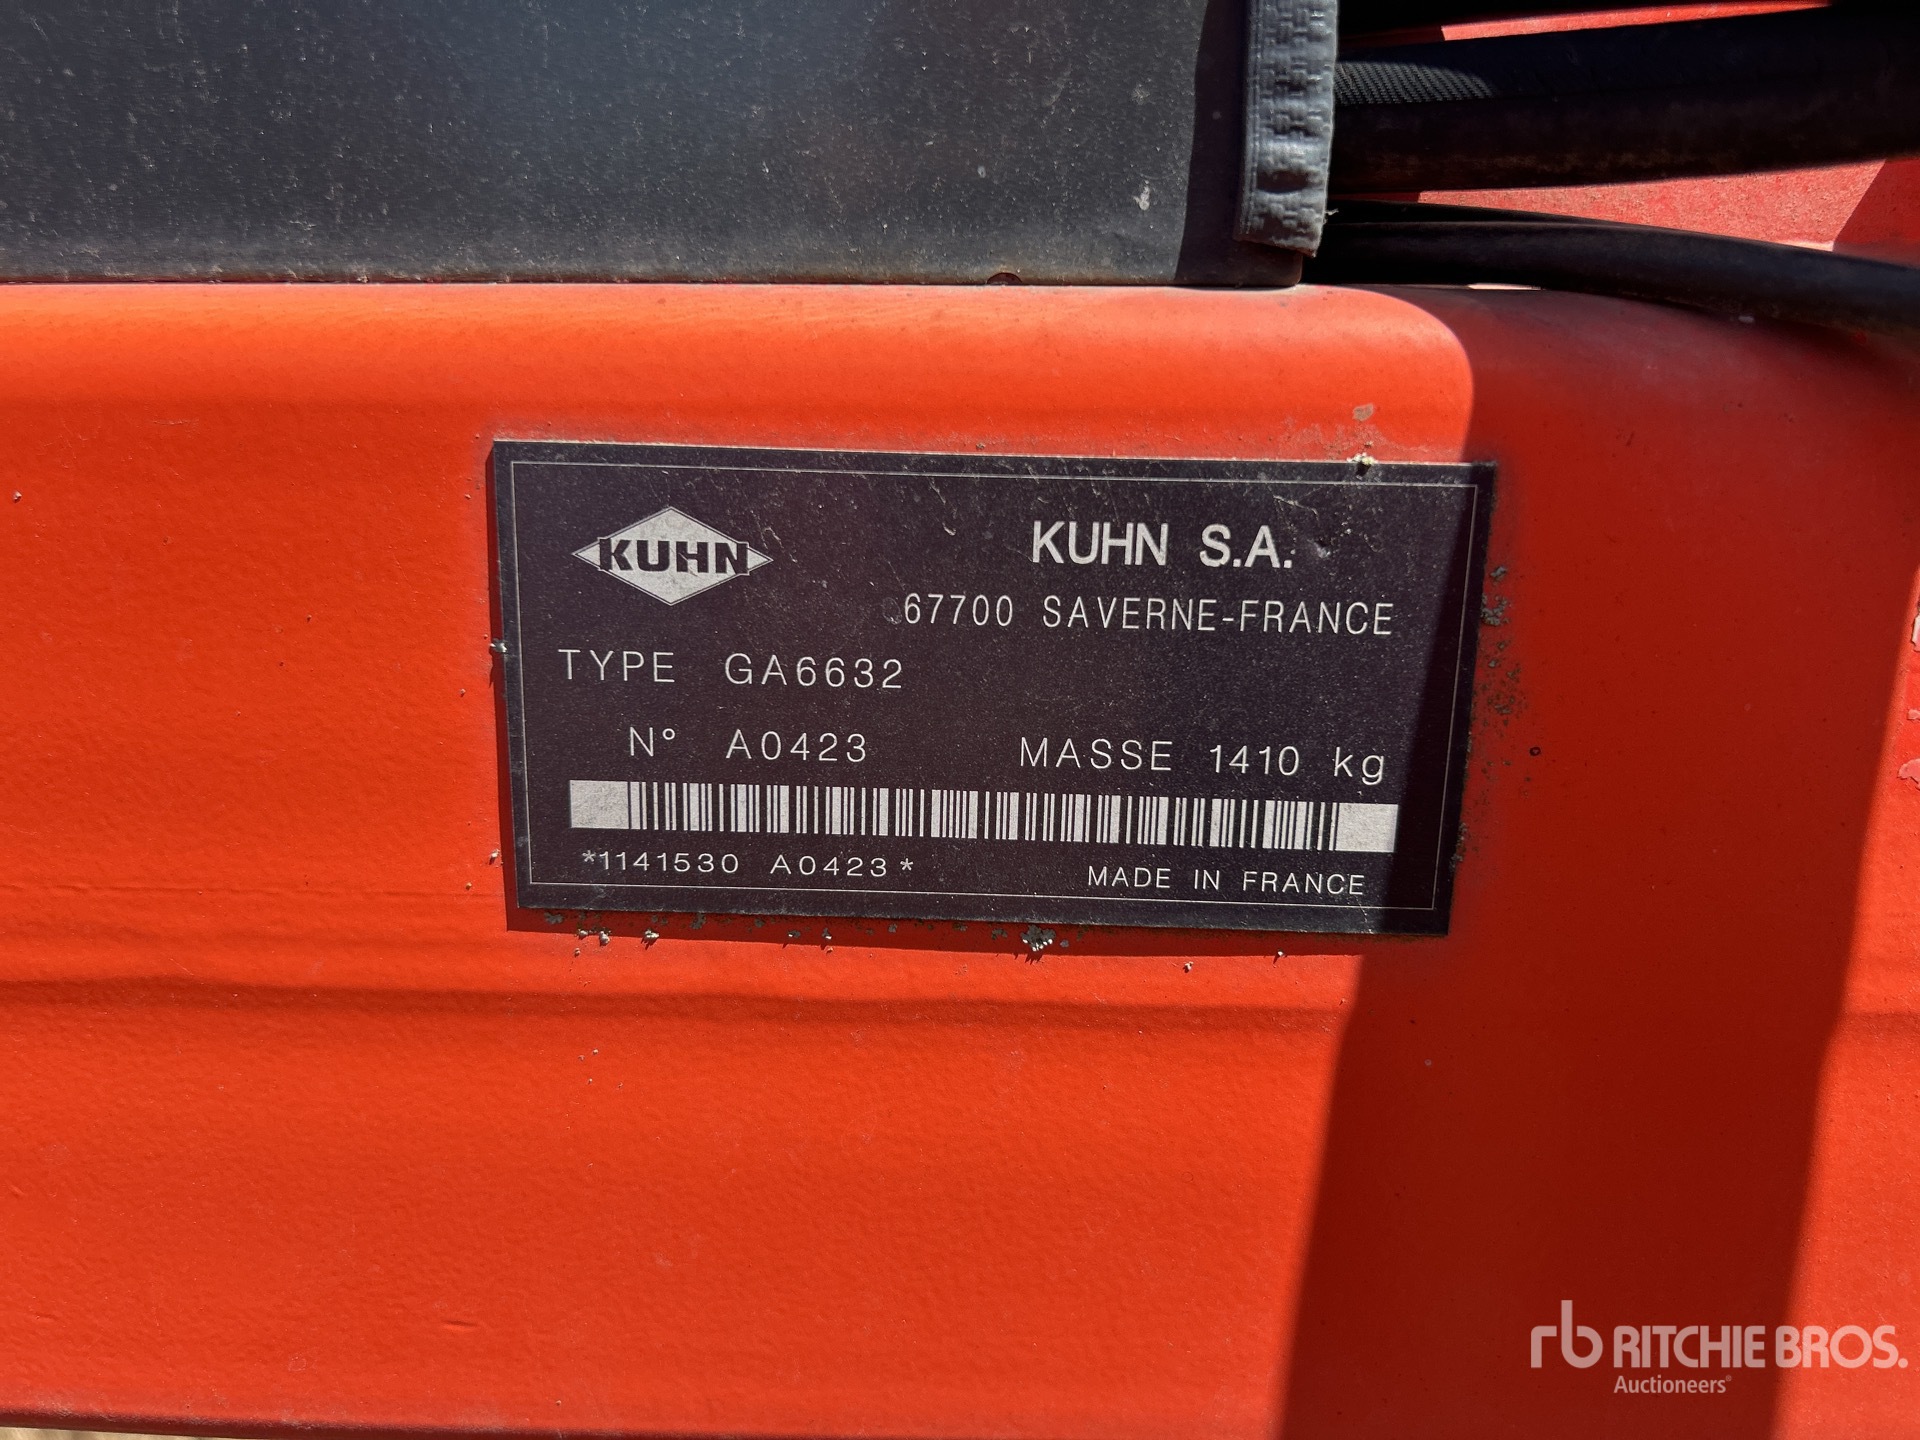 KUHN
KUHN S.A.
67700 SAVERNE-FRANCE
TYPE GA6632
N° A0423 MASSE 1410 kg
*1141530 A0423*
MADE IN FRANCE
rb RITCHIE BROS.
Auctioneers®